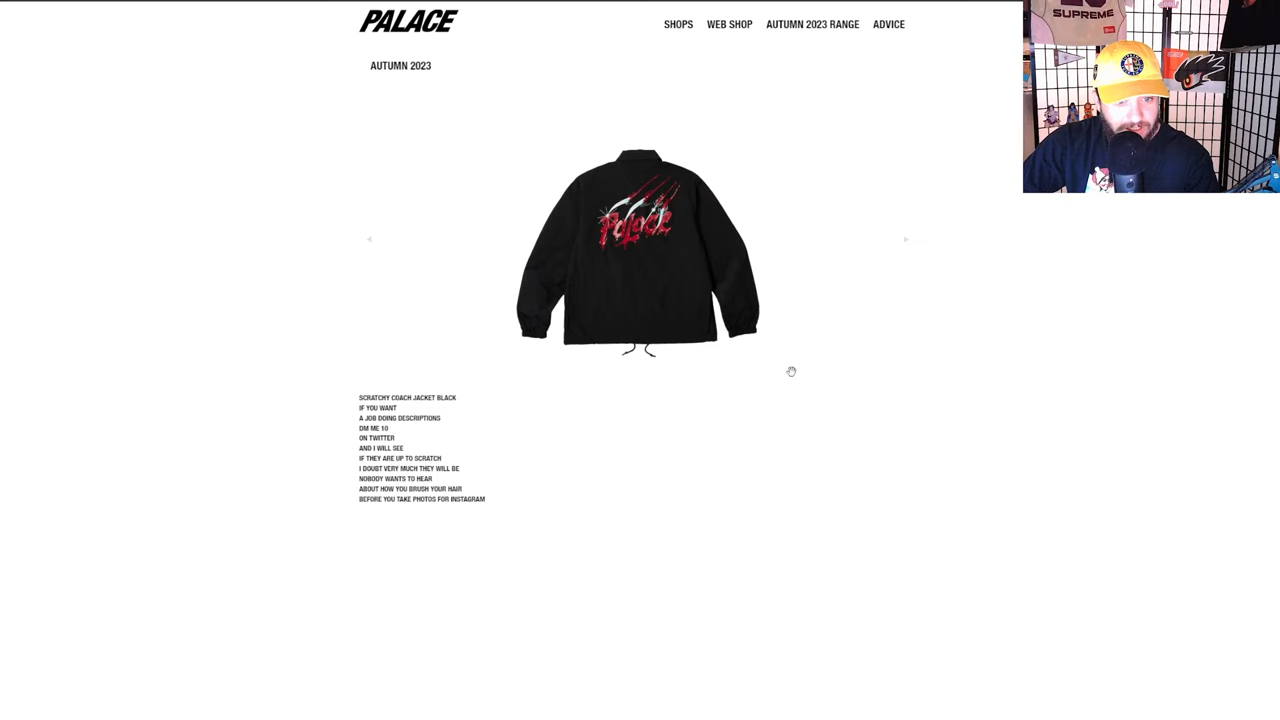 PALACE
SHOPS WEB SHOP AUTUMN 2023 RANGE ADVICE
SUPREME
AUTUMN 2023
Palace
SCRATCHY COACH JACKET BLACK
IF YOU WANT
A JOB DOING DESCRIPTIONS
DM ME 10
ON TWITTER
AND I WILL SEE
IF THEY ARE UP TO SCRATCH
I DOUBT VERY MUCH THEY WILL BE
NOBODY WANTS TO HEAR
ABOUT HOW YOU BRUSH YOUR HAIR
BEFORE YOU TAKE PHOTOS FOR INSTAGRAM